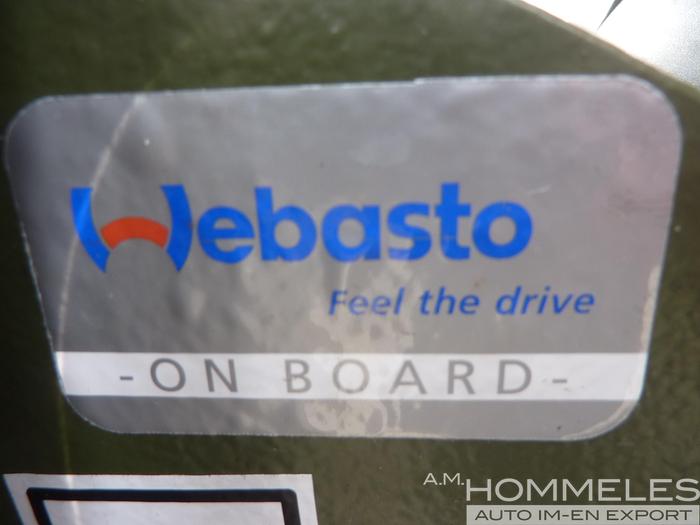 Webasto
Feel the drive
-ON BOARD-
A.M.
HOMMELES
AUTO IM-EN EXPORT